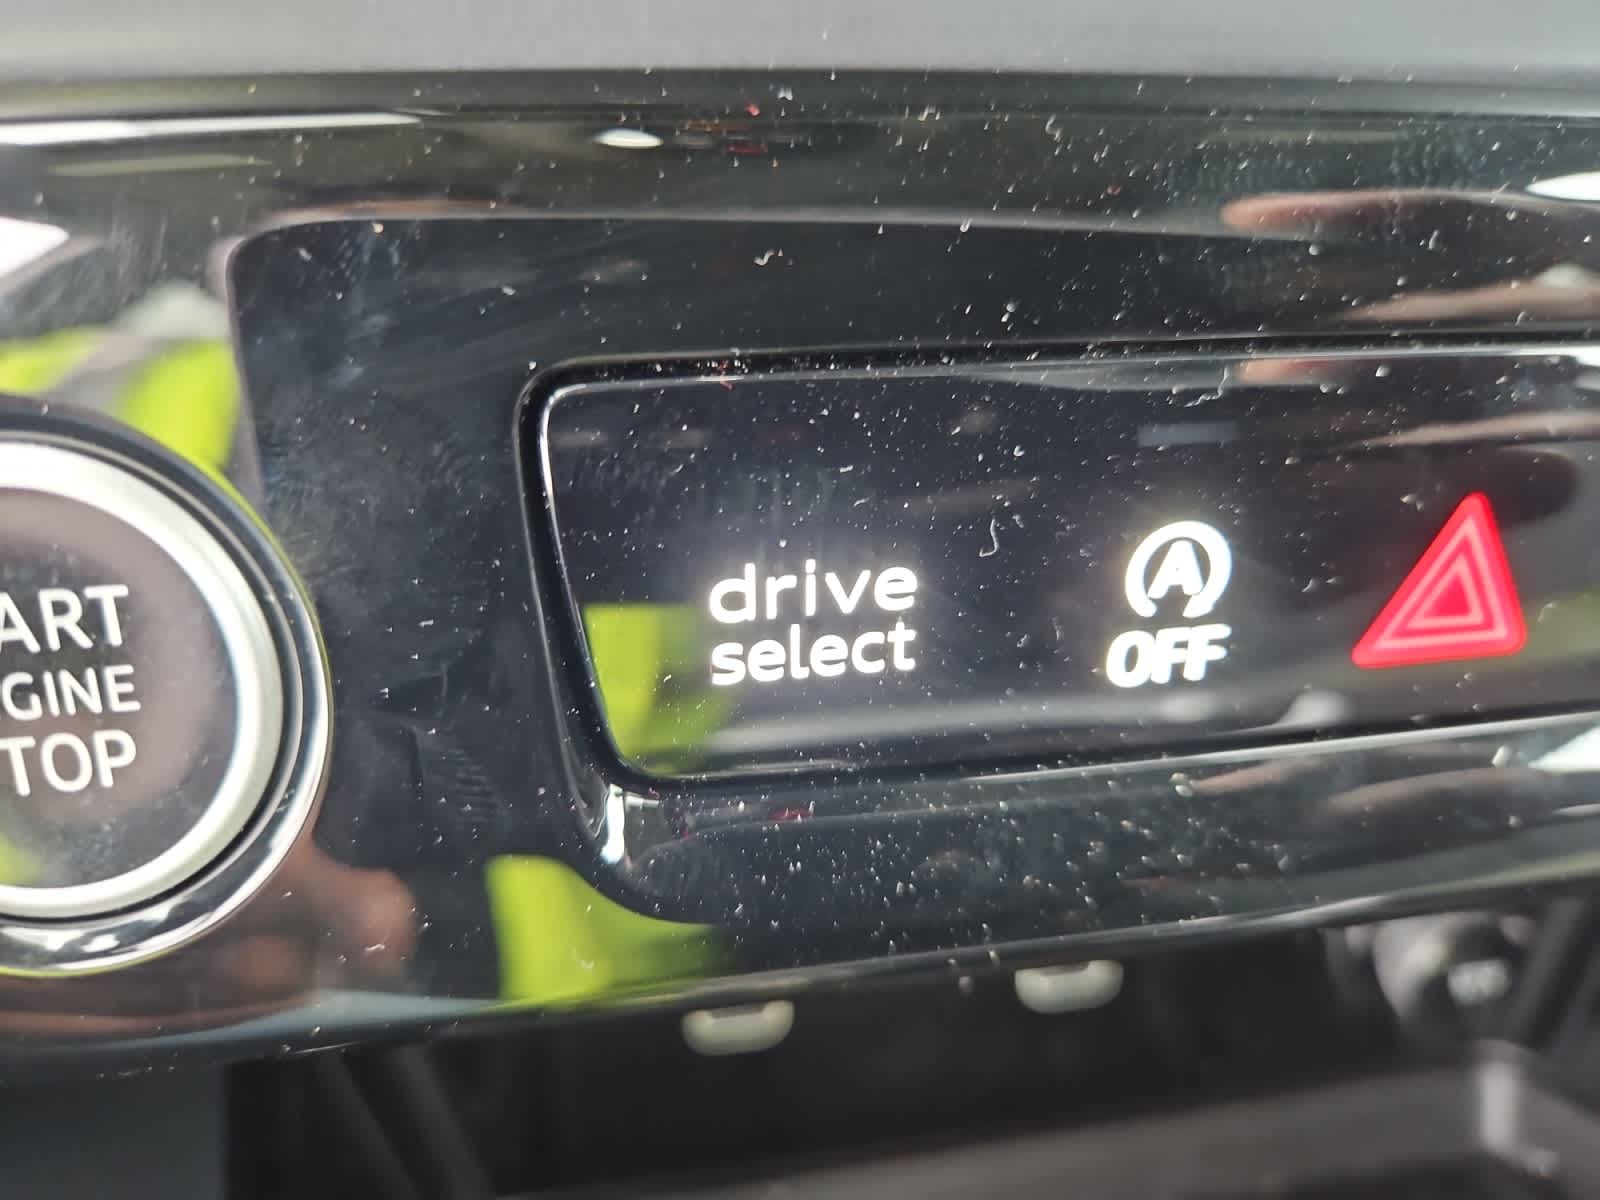 ART
GINE
TOP
drive
select
A
OFF